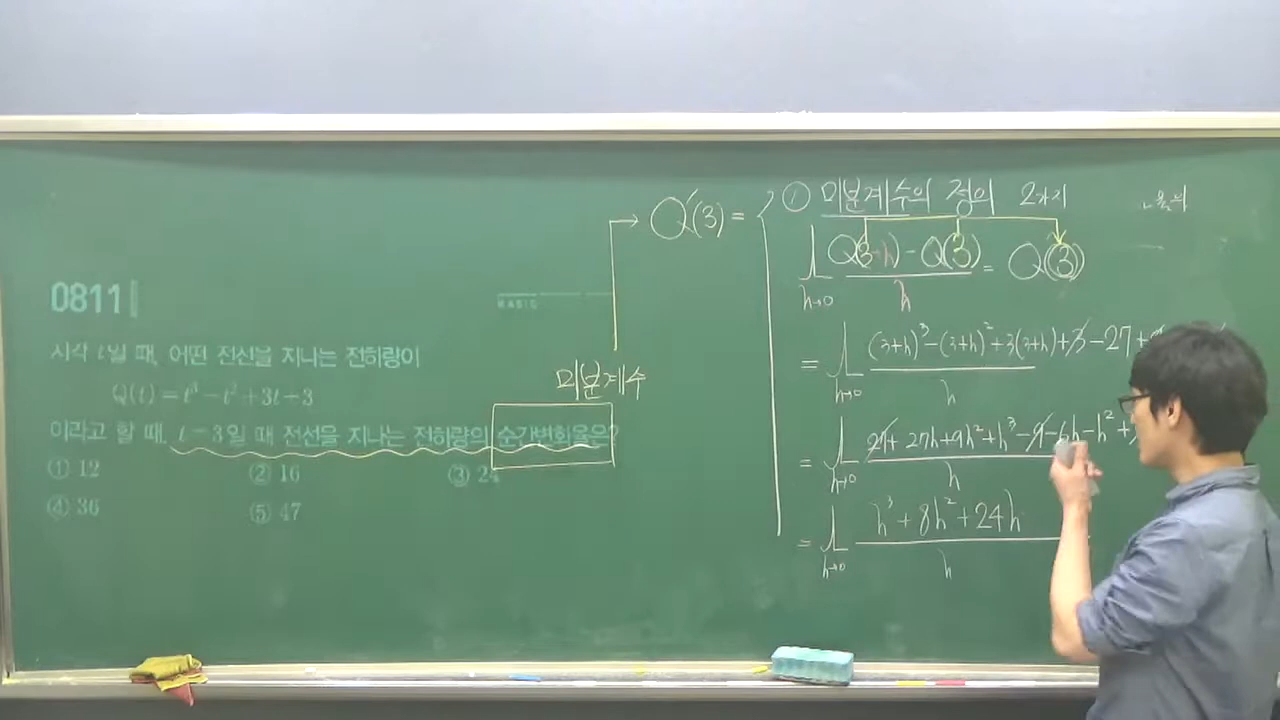 0811
BASIC
시각 t일 때, 어떤 전선을 지나는 전하량이
Q(t)=t³-t²+3t+3
이라고 할 때, t=3일 때 전선을 지나는 전하량의 순간변화율은?
① 12 ② 16 ③ 24
④ 36 ⑤ 47
미분계수
Q'(3) =
① 미분계수의 정의 2가지
h→0 Q(3+h)-Q(3) / h = Q(3)
= h→0 (3+h)³-(3+h)²+3(3+h)+3-27+ / h
= h→0 27+27h+9h²+h³-9-6h-h²+ / h
= h→0 h³+8h²+24h / h